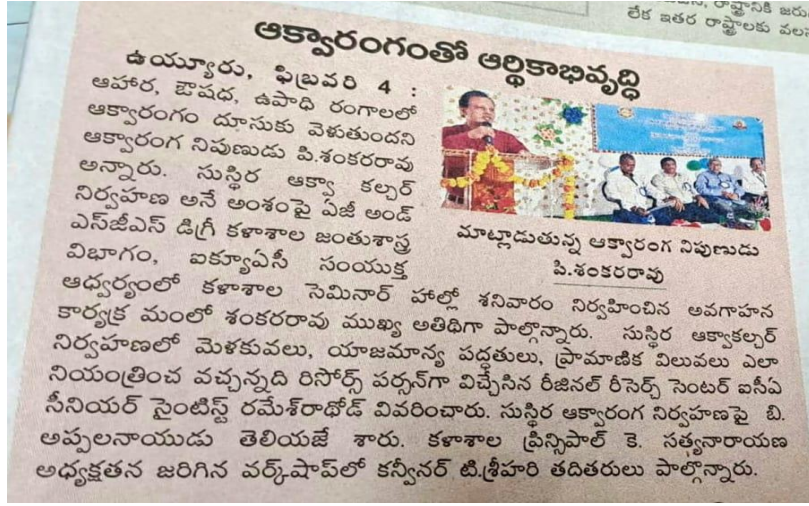 రాష్ట్రానికి జరు
లేక ఇతర రాష్ట్రాలకు వలస
ఆక్వారంగంతో ఆర్థికాభివృద్ధి
ఉయ్యూరు, ఫిబ్రవరి 4 :
ఆహార, ఔషధ, ఉపాధి రంగాలలో
ఆక్వారంగం దూసుకు వెళుతుందని
ఆక్వారంగ నిపుణుడు పి.శంకరరావు
అన్నారు. సుస్థిర ఆక్వా కల్చర్
నిర్వహణ అనే అంశంపై ఏజీ అండ్
ఎస్‌జీఎస్ డిగ్రీ కళాశాల జంతుశాస్త్ర
విభాగం, ఐక్యూఏసీ సంయుక్త
మాట్లాడుతున్న ఆక్వారంగ నిపుణుడు
పి.శంకరరావు
ఆధ్వర్యంలో కళాశాల సెమినార్ హాల్లో శనివారం నిర్వహించిన అవగాహన
కార్యక్ర మంలో శంకరరావు ముఖ్య అతిథిగా పాల్గొన్నారు. సుస్థిర ఆక్వాకల్చర్
నిర్వహణలో మెళకువలు, యాజమాన్య పద్ధతులు, ప్రామాణిక విలువలు ఎలా
నియంత్రించ వచ్చన్నది రిసోర్స్ పర్సన్‌గా విచ్చేసిన రీజినల్ రీసెర్చ్ సెంటర్ ఐసీఏ
సీనియర్ సైంటిస్ట్ రమేశ్‌రాథోడ్ వివరించారు. సుస్థిర ఆక్వారంగ నిర్వహణపై బి.
అప్పలనాయుడు తెలియజే శారు. కళాశాల ప్రిన్సిపాల్ కె. సత్యనారాయణ
అధ్యక్షతన జరిగిన వర్క్‌షాప్‌లో కన్వీనర్ టి.శ్రీహరి తదితరులు పాల్గొన్నారు.